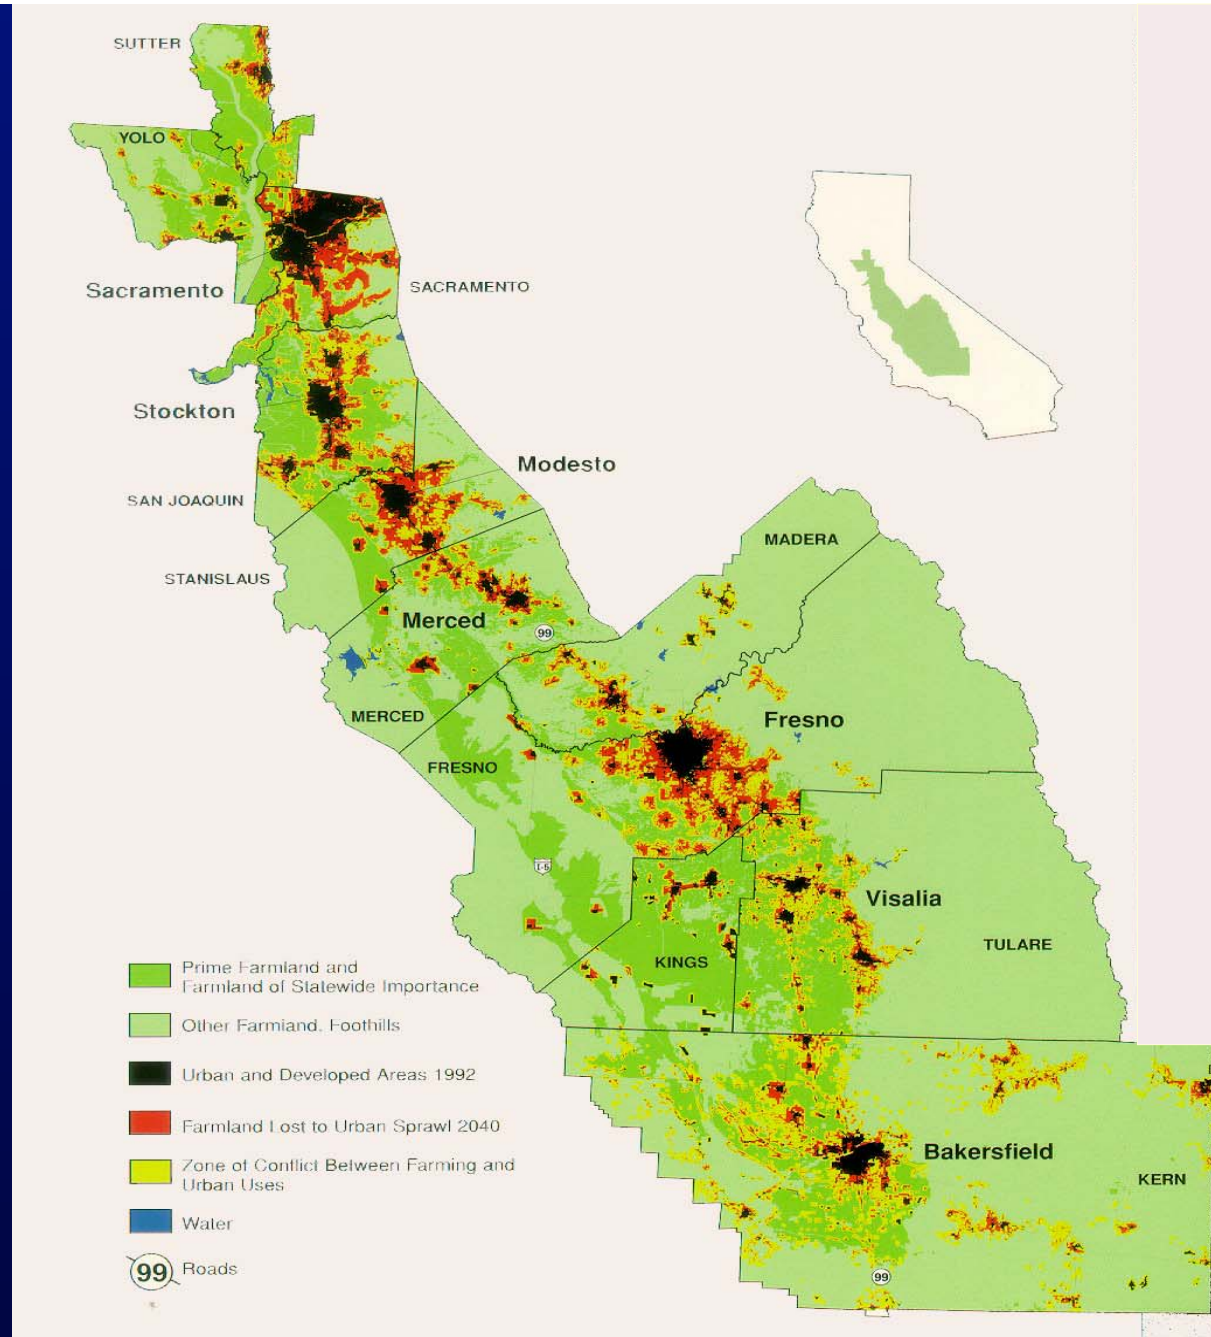 SUTTER
YOLO
Sacramento
SACRAMENTO
Stockton
Modesto
SAN JOAQUIN
MADERA
STANISLAUS
Merced
99
MERCED
Fresno
FRESNO
I-5
Visalia
TULARE
KINGS
Prime Farmland and
Farmland of Statewide Importance
Other Farmland, Foothills
Urban and Developed Areas 1992
Farmland Lost to Urban Sprawl 2040
Zone of Conflict Between Farming and
Urban Uses
Water
99 Roads
Bakersfield
KERN
99